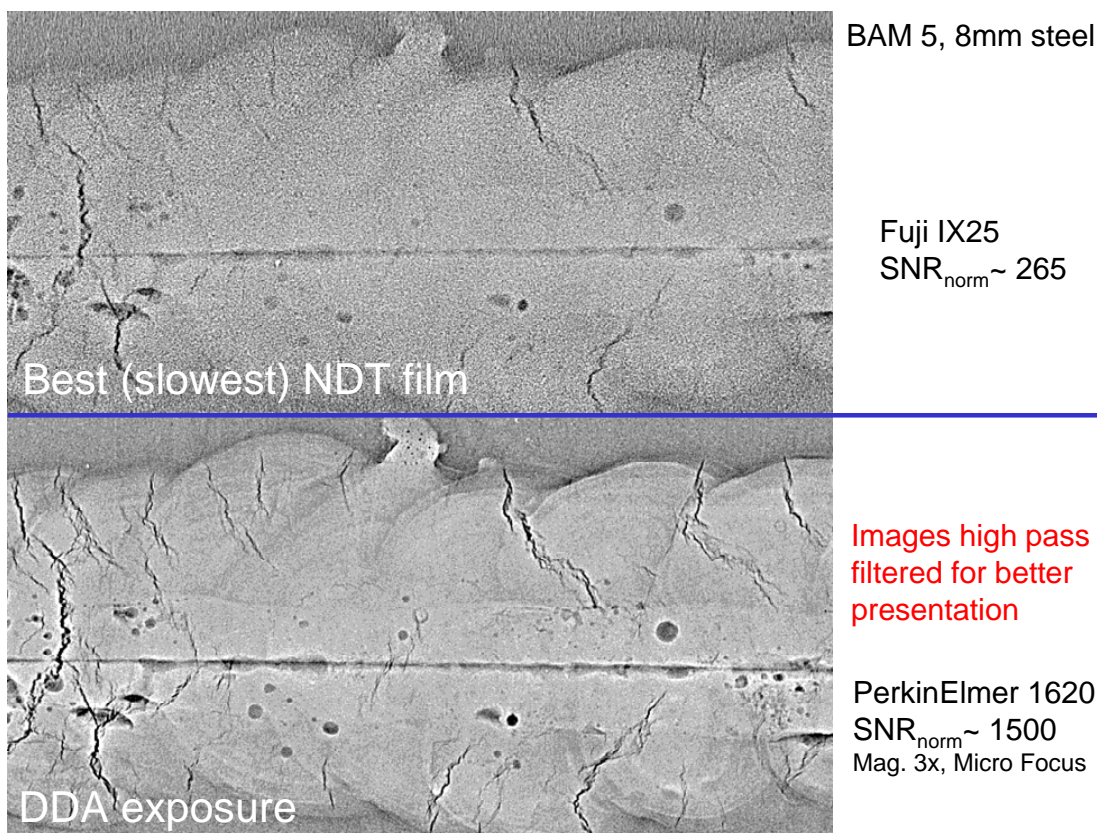 BAM 5, 8mm steel
Fuji IX25
SNRnorm~ 265
Best (slowest) NDT film
Images high pass
filtered for better
presentation
PerkinElmer 1620
SNRnorm~ 1500
Mag. 3x, Micro Focus
DDA exposure